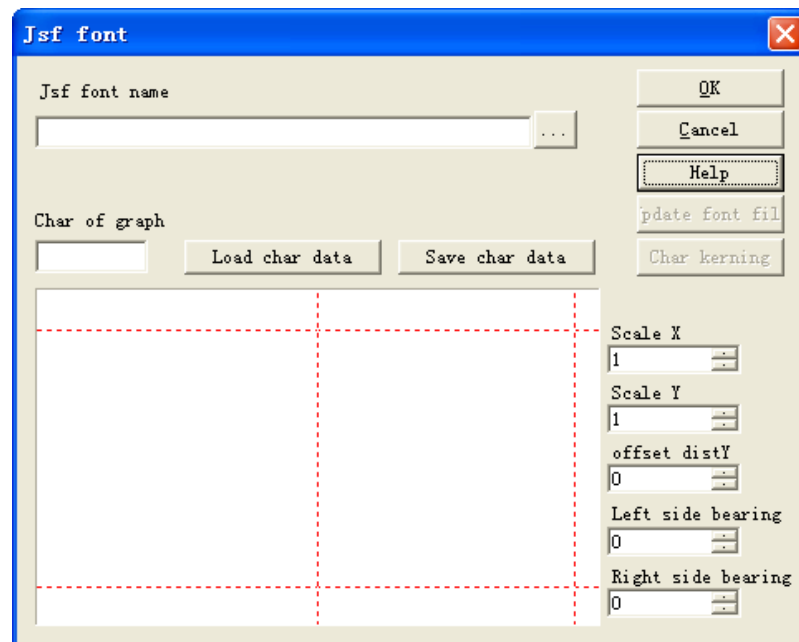 Jsf font
Jsf font name
...
OK
Cancel
Help
pdate font fil
Char kerning
Char of graph
Load char data
Save char data
Scale X
1
Scale Y
1
offset distY
0
Left side bearing
0
Right side bearing
0